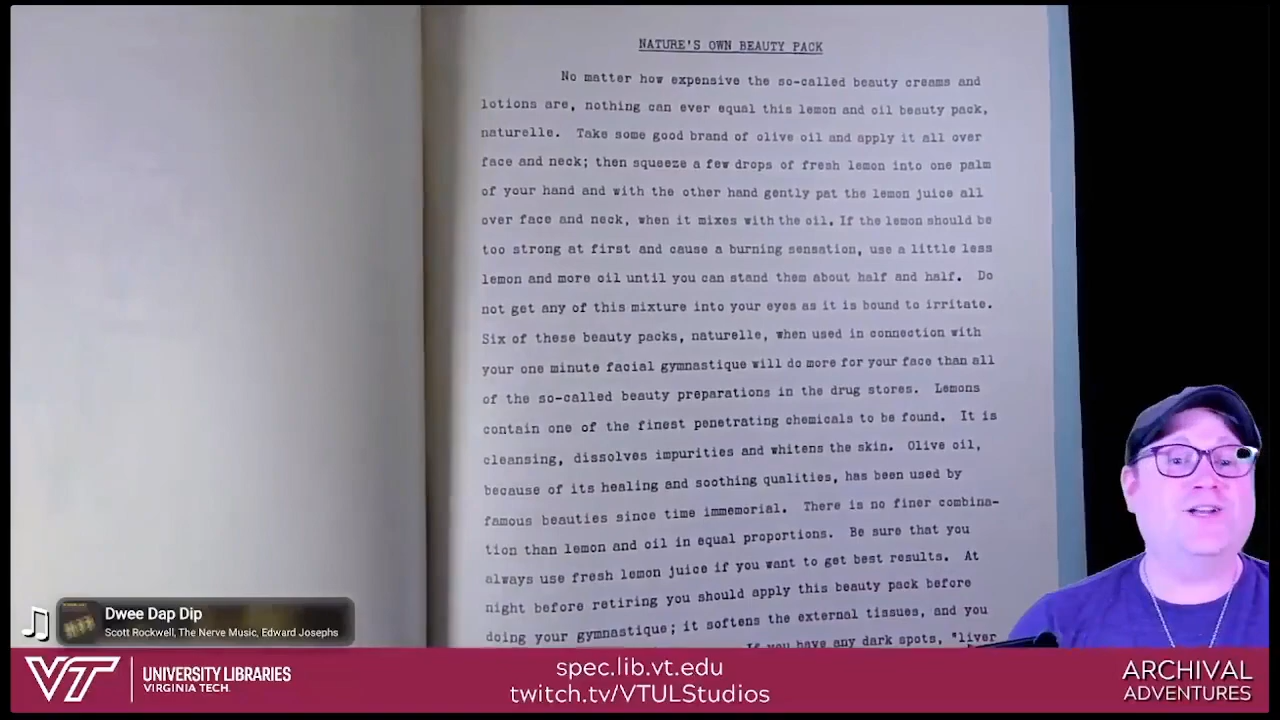 NATURE'S OWN BEAUTY PACK
No matter how expensive the so-called beauty creams and
lotions are, nothing can ever equal this lemon and oil beauty pack,
naturelle. Take some good brand of olive oil and apply it all over
face and neck; then squeeze a few drops of fresh lemon into one palm
of your hand and with the other hand gently pat the lemon juice all
over face and neck, when it mixes with the oil. If the lemon should be
too strong at first and cause a burning sensation, use a little less
lemon and more oil until you can stand them about half and half. Do
not get any of this mixture into your eyes as it is bound to irritate.
Six of these beauty packs, naturelle, when used in connection with
your one minute facial gymnastique will do more for your face than all
of the so-called beauty preparations in the drug stores. Lemons
contain one of the finest penetrating chemicals to be found. It is
cleansing, dissolves impurities and whitens the skin. Olive oil,
because of its healing and soothing qualities, has been used by
famous beauties since time immemorial. There is no finer combina-
tion than lemon and oil in equal proportions. Be sure that you
always use fresh lemon juice if you want to get best results. At
night before retiring you should apply this beauty pack before
doing your gymnastique; it softens the external tissues, and you
If you have any dark spots, "liver
Dwee Dap Dip
Scott Rockwell, The Nerve Music, Edward Josephs
VT UNIVERSITY LIBRARIES
VIRGINIA TECH.
spec.lib.vt.edu
twitch.tv/VTULStudios
ARCHIVAL
ADVENTURES